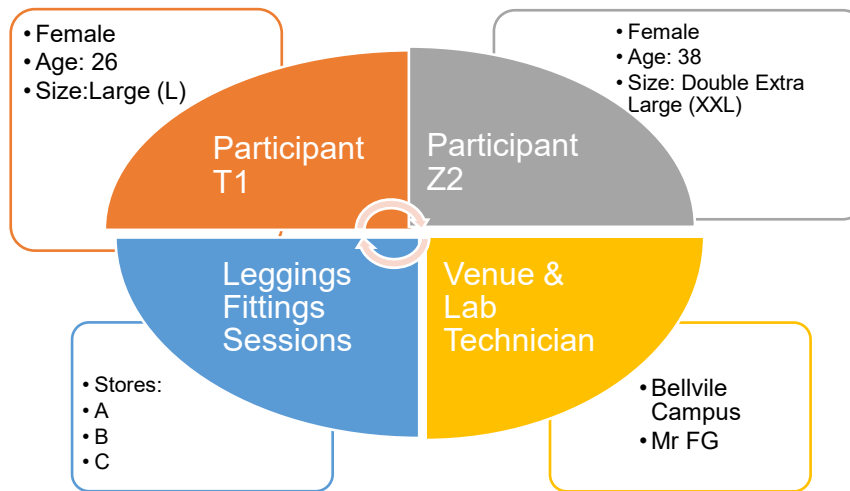 • Female
• Age: 26
• Size:Large (L)
• Female
• Age: 38
• Size: Double Extra
Large (XXL)
Participant
T1
Participant
Z2
Leggings
Fittings
Sessions
Venue &
Lab
Technician
• Stores:
• A
• B
• C
• Bellvile
Campus
• Mr FG